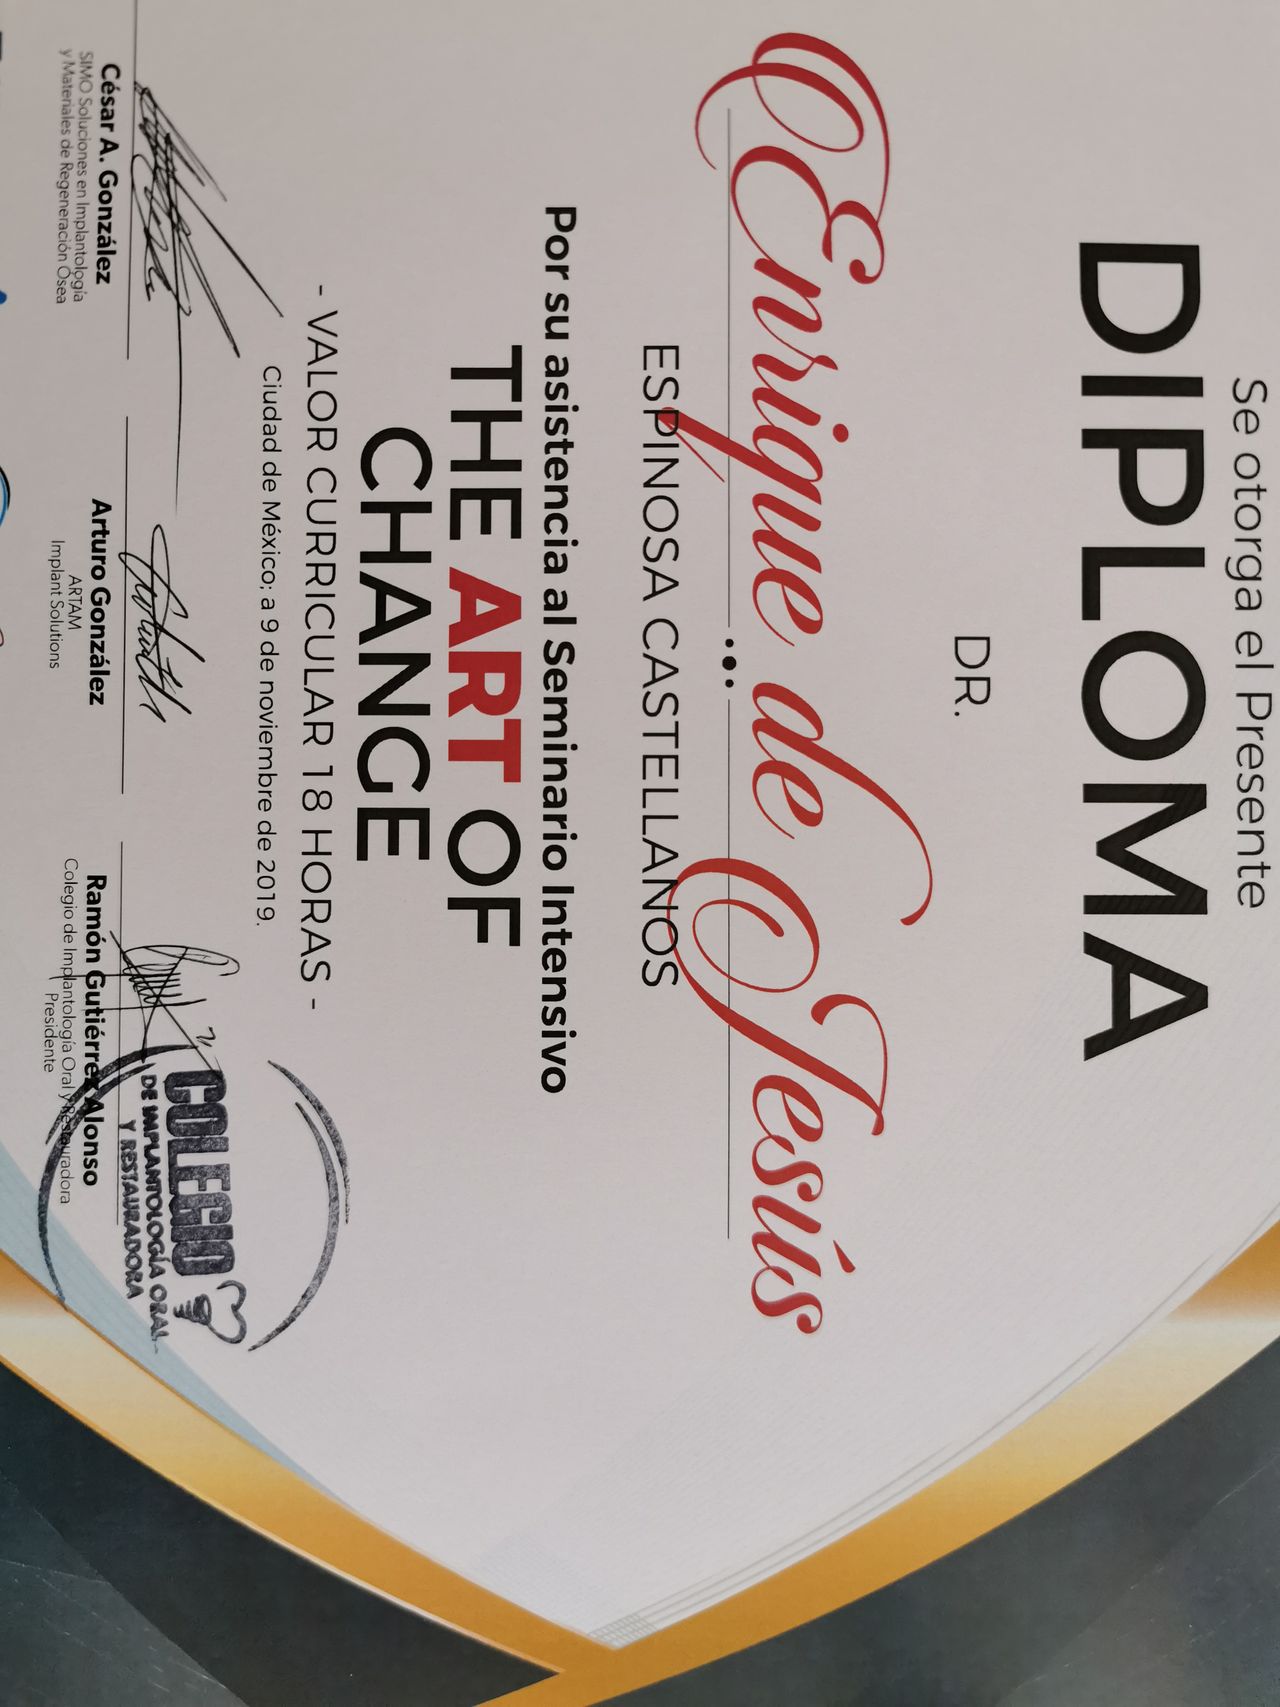 Se otorga el Presente
DIPLOMA
DR.
Enrique de Jesús
ESPINOSA CASTELLANOS
Por su asistencia al Seminario Intensivo
THE ART OF
CHANGE
- VALOR CURRICULAR 18 HORAS -
Ciudad de México; a 9 de noviembre de 2019.
César A. González
SIMO Soluciones en Implantología
y Materiales de Regeneración Ósea
Arturo González
ARTAM
Implant Solutions
Ramón Gutiérrez Alonso
Colegio de Implantología Oral y Restauradora
Presidente
COLEGIO
DE IMPLANTOLOGÍA ORAL
Y RESTAURADORA